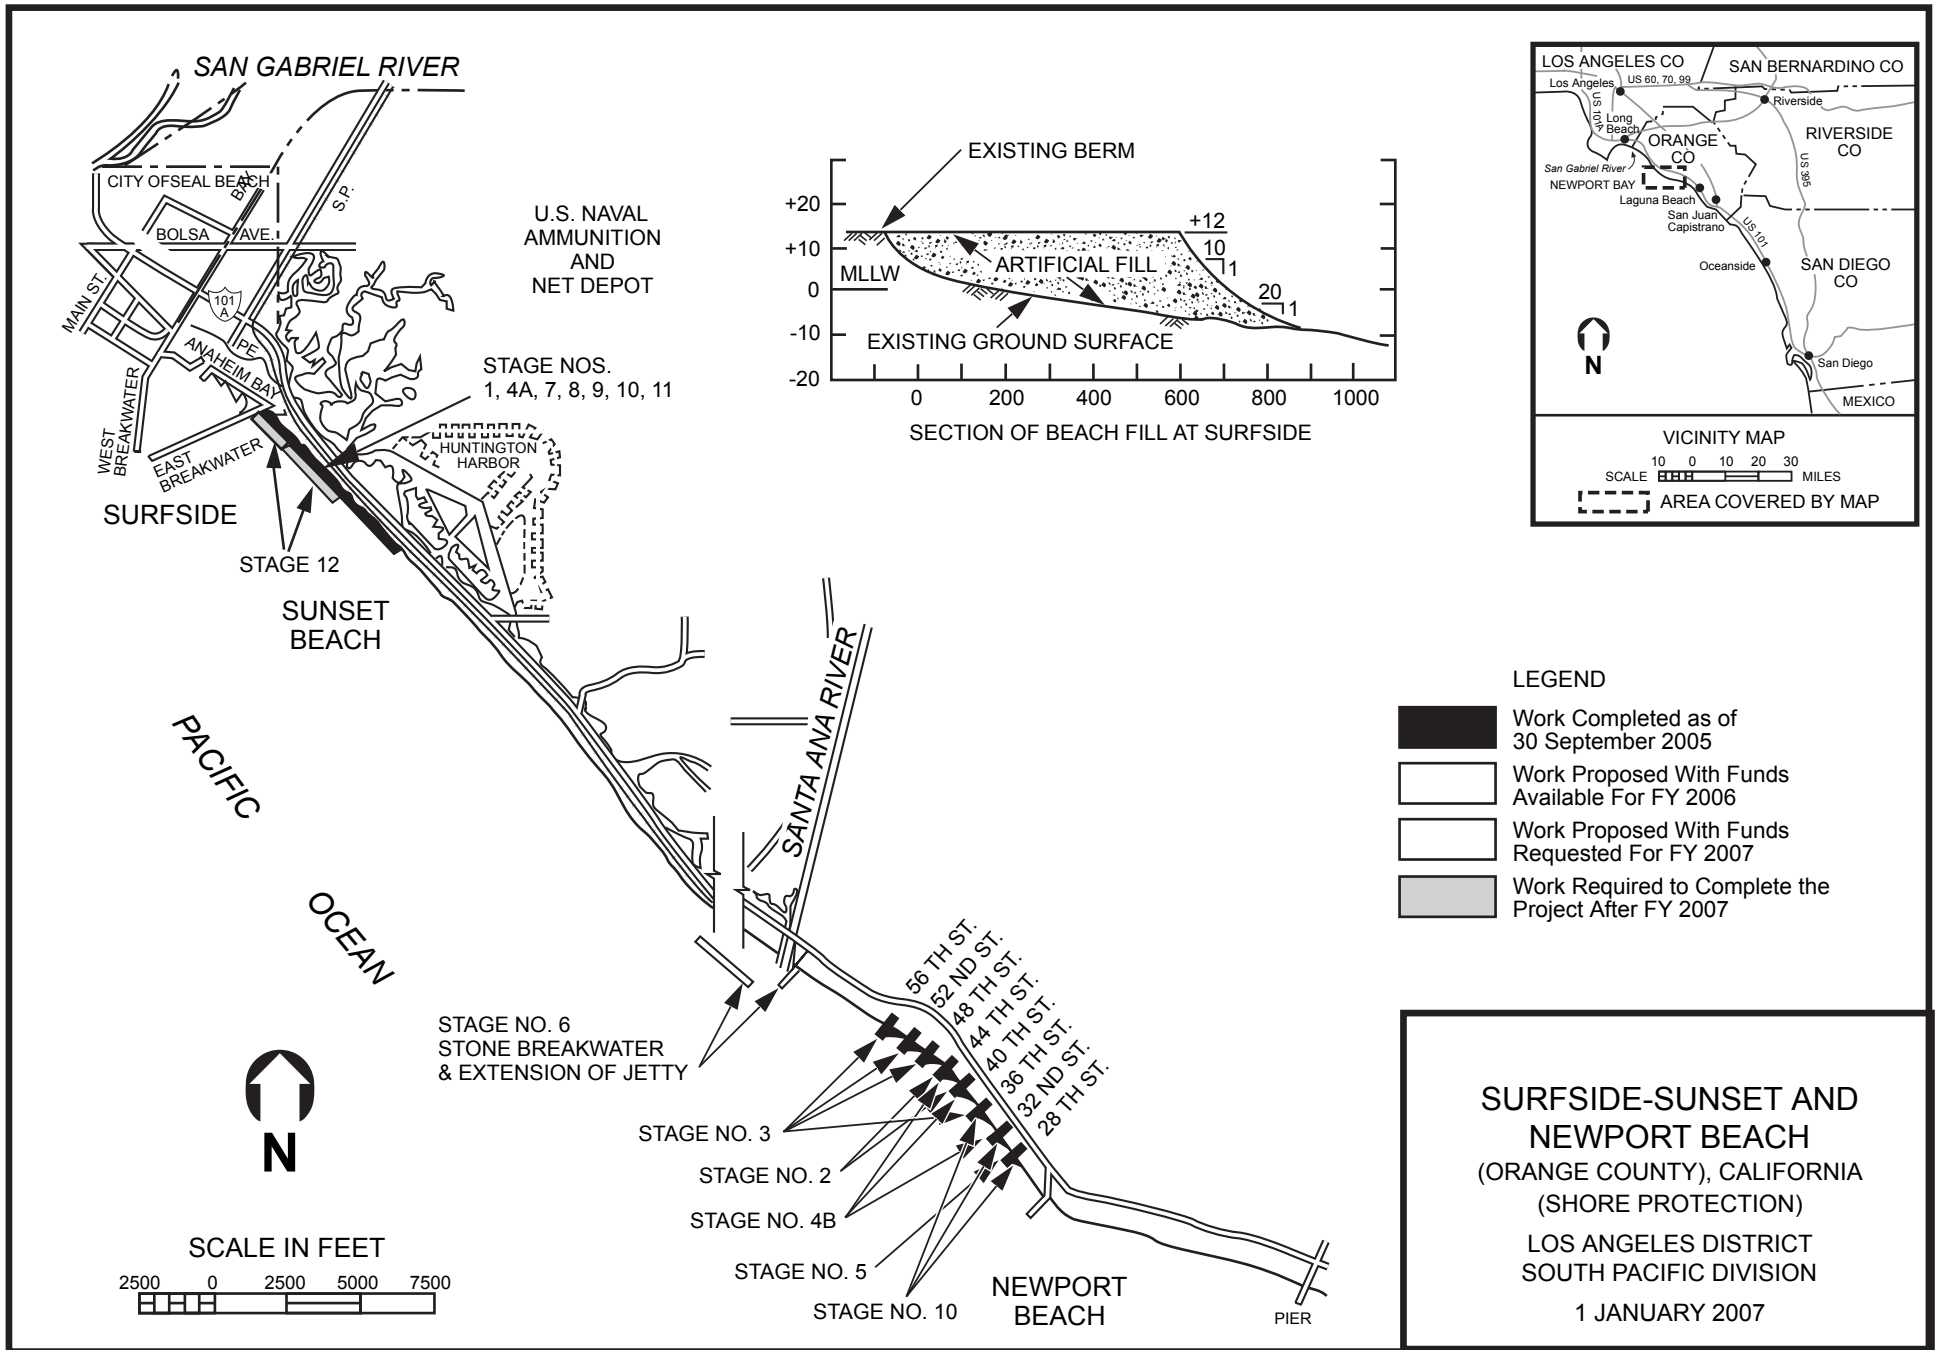 SAN GABRIEL RIVER
CITY OFSEAL BEACH
BAY
S.P.
BOLSA AVE.
MAIN ST.
101
A
P.E.
ANAHEIM BAY
WEST
BREAKWATER
EAST
BREAKWATER
SURFSIDE
STAGE 12
SUNSET
BEACH
U.S. NAVAL
AMMUNITION
AND
NET DEPOT
STAGE NOS.
1, 4A, 7, 8, 9, 10, 11
HUNTINGTON
HARBOR
EXISTING BERM
+20
+10
MLLW
0
-10
-20
+12
10
1
20
1
ARTIFICIAL FILL
EXISTING GROUND SURFACE
0 200 400 600 800 1000
SECTION OF BEACH FILL AT SURFSIDE
LOS ANGELES CO
SAN BERNARDINO CO
Los Angeles
US 60, 70, 99
US 101A
Riverside
Long
Beach
ORANGE
CO
RIVERSIDE
CO
San Gabriel River
NEWPORT BAY
US 395
Laguna Beach
San Juan
Capistrano
US 101
Oceanside
SAN DIEGO
CO
N
San Diego
MEXICO
VICINITY MAP
10 0 10 20 30
SCALE MILES
AREA COVERED BY MAP
PACIFIC
OCEAN
SANTA ANA RIVER
LEGEND
Work Completed as of
30 September 2005
Work Proposed With Funds
Available For FY 2006
Work Proposed With Funds
Requested For FY 2007
Work Required to Complete the
Project After FY 2007
56 TH ST.
52 ND ST.
48 TH ST.
44 TH ST.
40 TH ST.
36 TH ST.
32 ND ST.
28 TH ST.
STAGE NO. 6
STONE BREAKWATER
& EXTENSION OF JETTY
STAGE NO. 3
STAGE NO. 2
STAGE NO. 4B
STAGE NO. 5
STAGE NO. 10
NEWPORT
BEACH
PIER
N
SCALE IN FEET
2500 0 2500 5000 7500
SURFSIDE-SUNSET AND
NEWPORT BEACH
(ORANGE COUNTY), CALIFORNIA
(SHORE PROTECTION)
LOS ANGELES DISTRICT
SOUTH PACIFIC DIVISION
1 JANUARY 2007